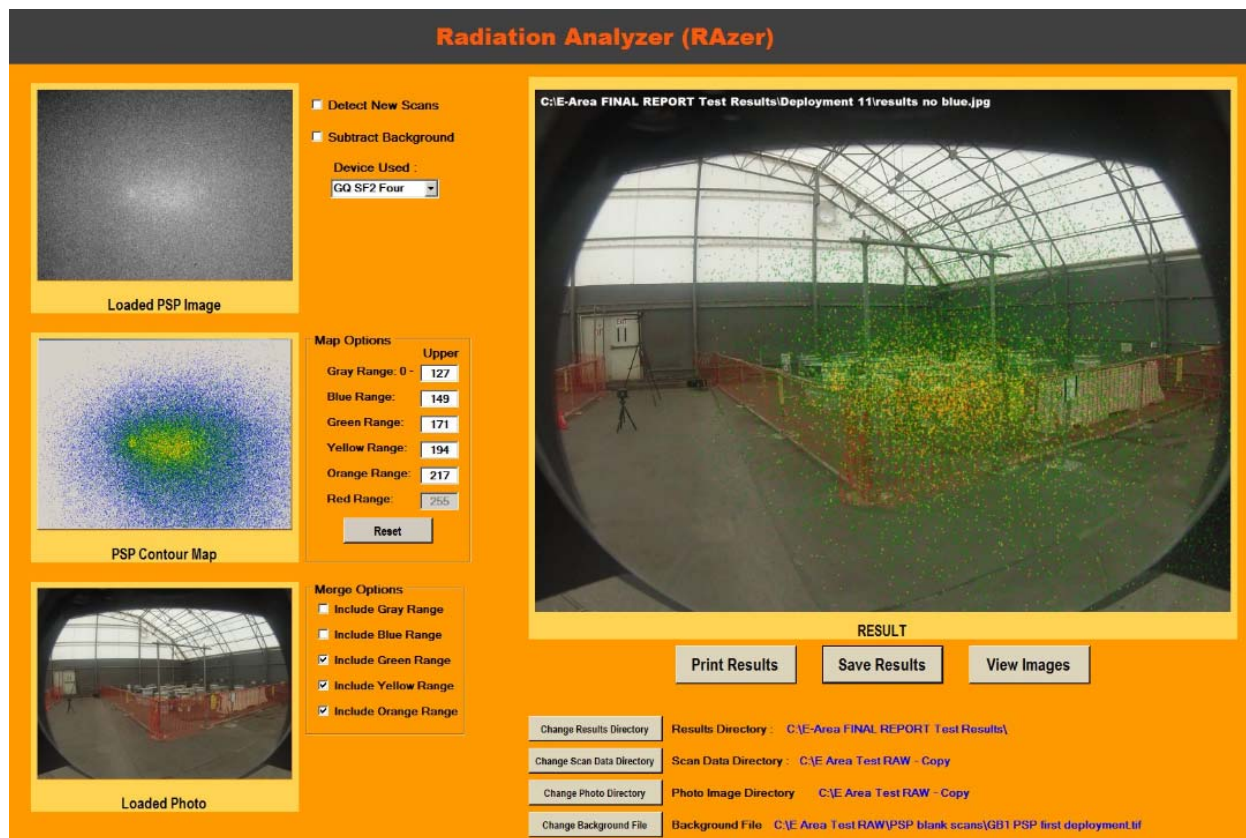 Radiation Analyzer (RAzer)
Loaded PSP Image
Detect New Scans
Subtract Background
Device Used :
GQ SF2 Four
PSP Contour Map
Map Options
Upper
Gray Range: 0 - 127
Blue Range: 149
Green Range: 171
Yellow Range: 194
Orange Range: 217
Red Range: 255
Reset
Loaded Photo
Merge Options
Include Gray Range
Include Blue Range
Include Green Range
Include Yellow Range
Include Orange Range
C:\E-Area FINAL REPORT Test Results\Deployment 11\results no blue.jpg
EXIT
RESULT
Print Results Save Results View Images
Change Results Directory Results Directory : C:\E-Area FINAL REPORT Test Results\
Change Scan Data Directory Scan Data Directory : C:\E Area Test RAW - Copy
Change Photo Directory Photo Image Directory C:\E Area Test RAW - Copy
Change Background File Background File C:\E Area Test RAW\PSP blank scans\GB1 PSP first deployment.tif